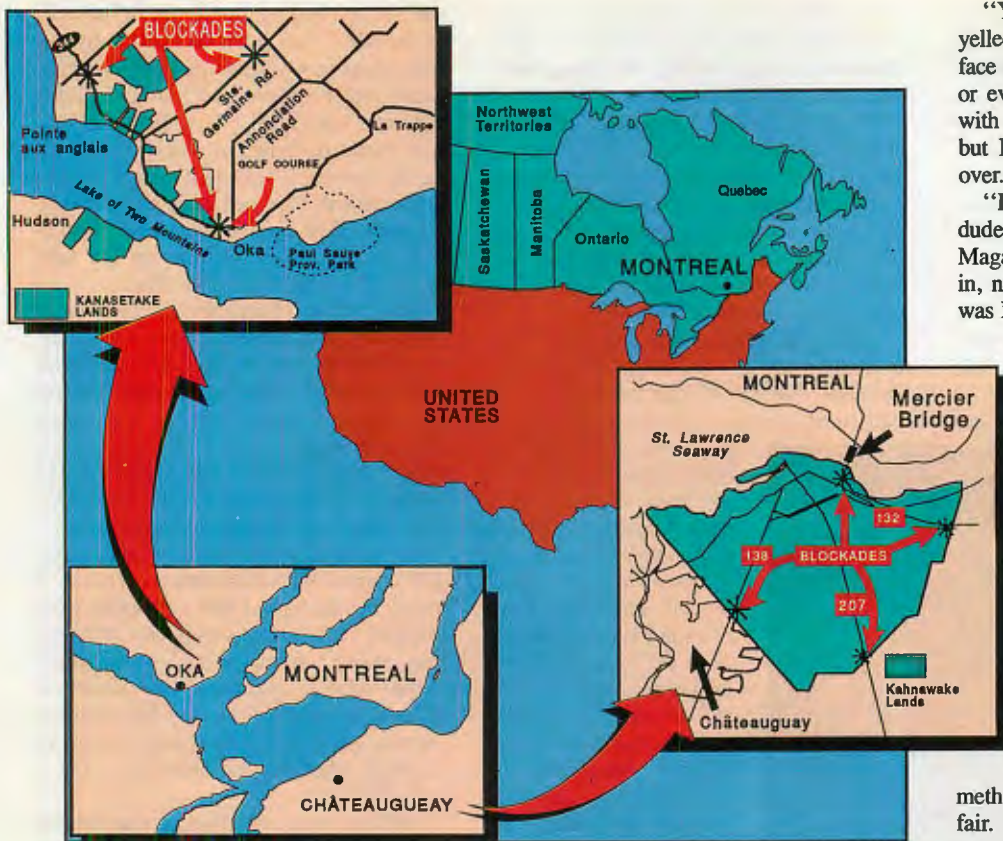 BLOCKADES
Ste.
Germaine Rd.
Annonciation
Road
La Trappe
Pointe
aux anglais
GOLF COURSE
Lake of Two Mountains
Hudson
Oka
Paul Sauve
Prov. Park
KANASETAKE
LANDS
Northwest
Territories
Saskatchewan
Manitoba
Ontario
Quebec
MONTREAL
UNITED
STATES
MONTREAL
Mercier
Bridge
St. Lawrence
Seaway
132
138
BLOCKADES
207
Kahnawake
Lands
Châteauguay
OKA
MONTREAL
CHÂTEAUGUEAY
yelle
face
or ev
with
but I
over.
“I
dude
Maga
in, n
was
meth
fair.